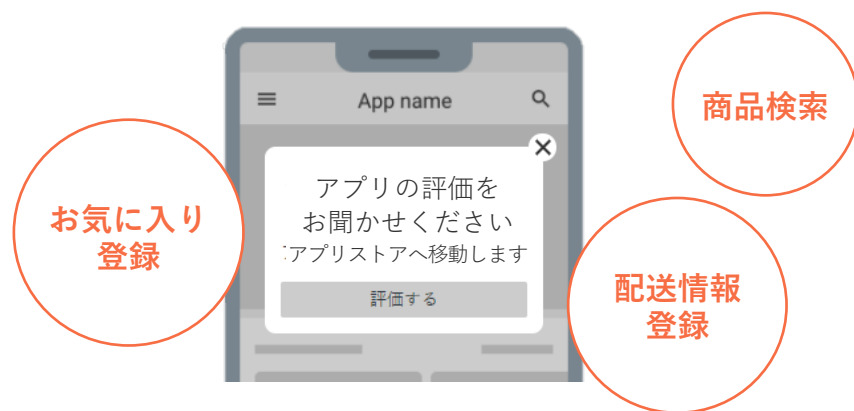 App name
商品検索
アプリの評価を
お聞かせください
アプリストアへ移動します
評価する
お気に入り
登録
配送情報
登録